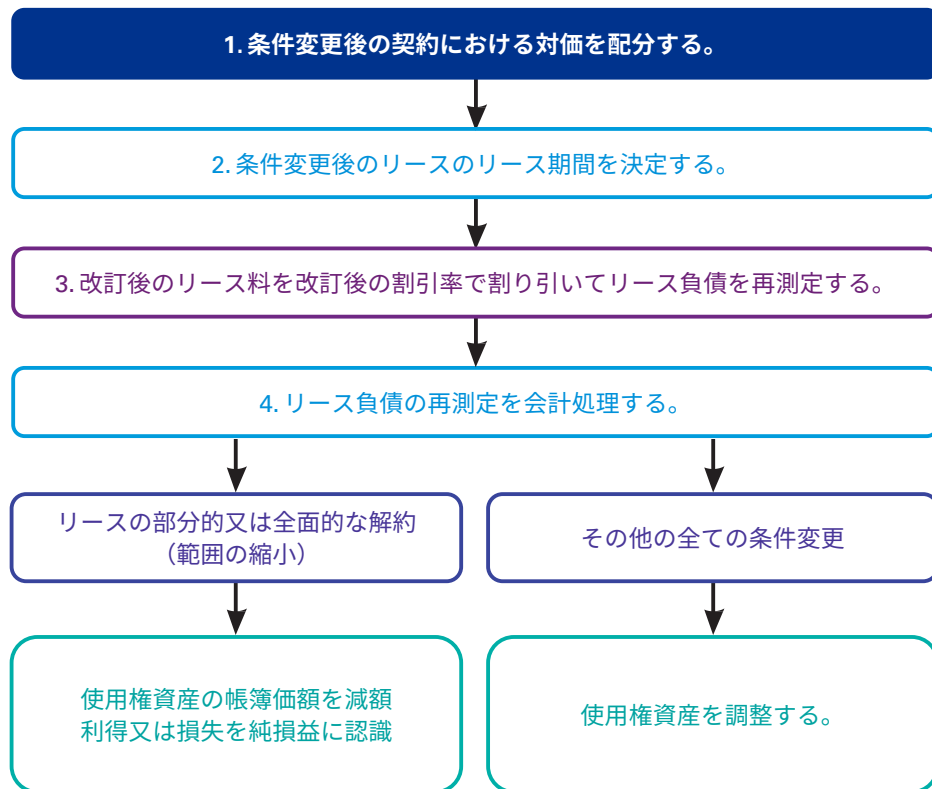 1. 条件変更後の契約における対価を配分する。
2. 条件変更後のリースのリース期間を決定する。
3. 改訂後のリース料を改訂後の割引率で割り引いてリース負債を再測定する。
4. リース負債の再測定を会計処理する。
リースの部分的又は全面的な解約
（範囲の縮小）
その他の全ての条件変更
使用権資産の帳簿価額を減額
利得又は損失を純損益に認識
使用権資産を調整する。